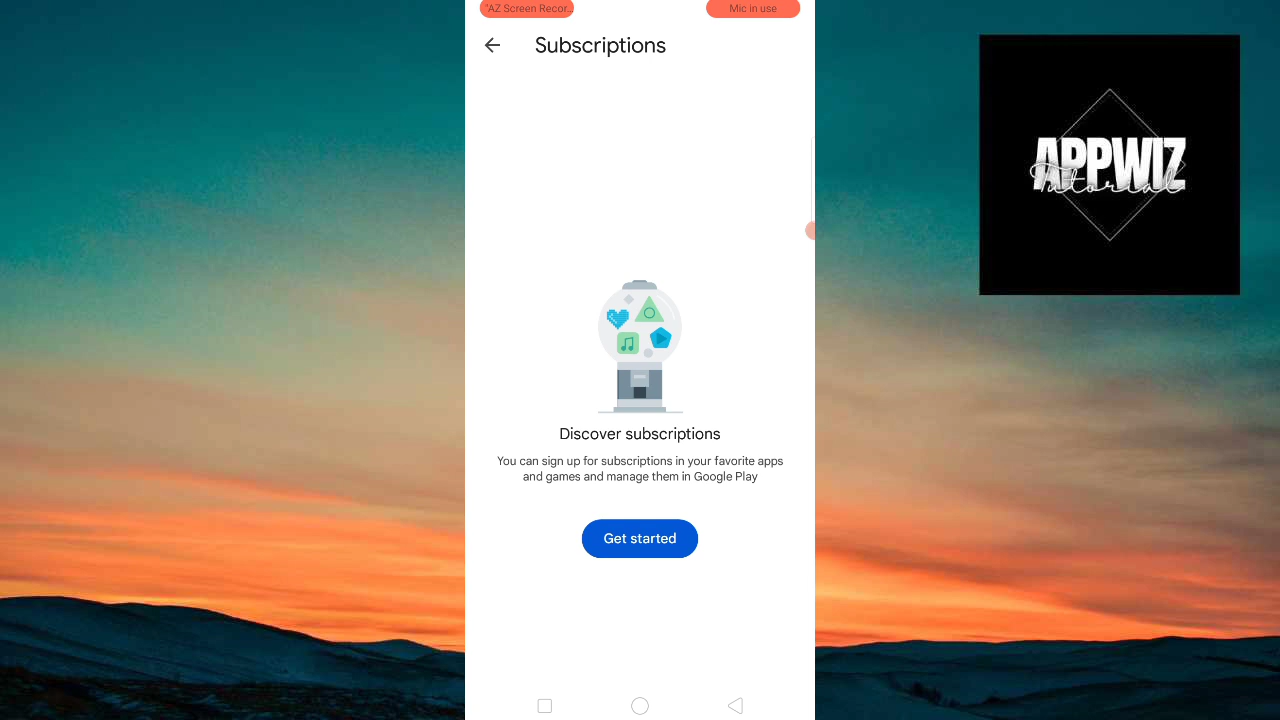 "AZ Screen Recor..
Mic in use
Subscriptions
APPWIZ
Tutorial
Discover subscriptions
You can sign up for subscriptions in your favorite apps
and games and manage them in Google Play
Get started